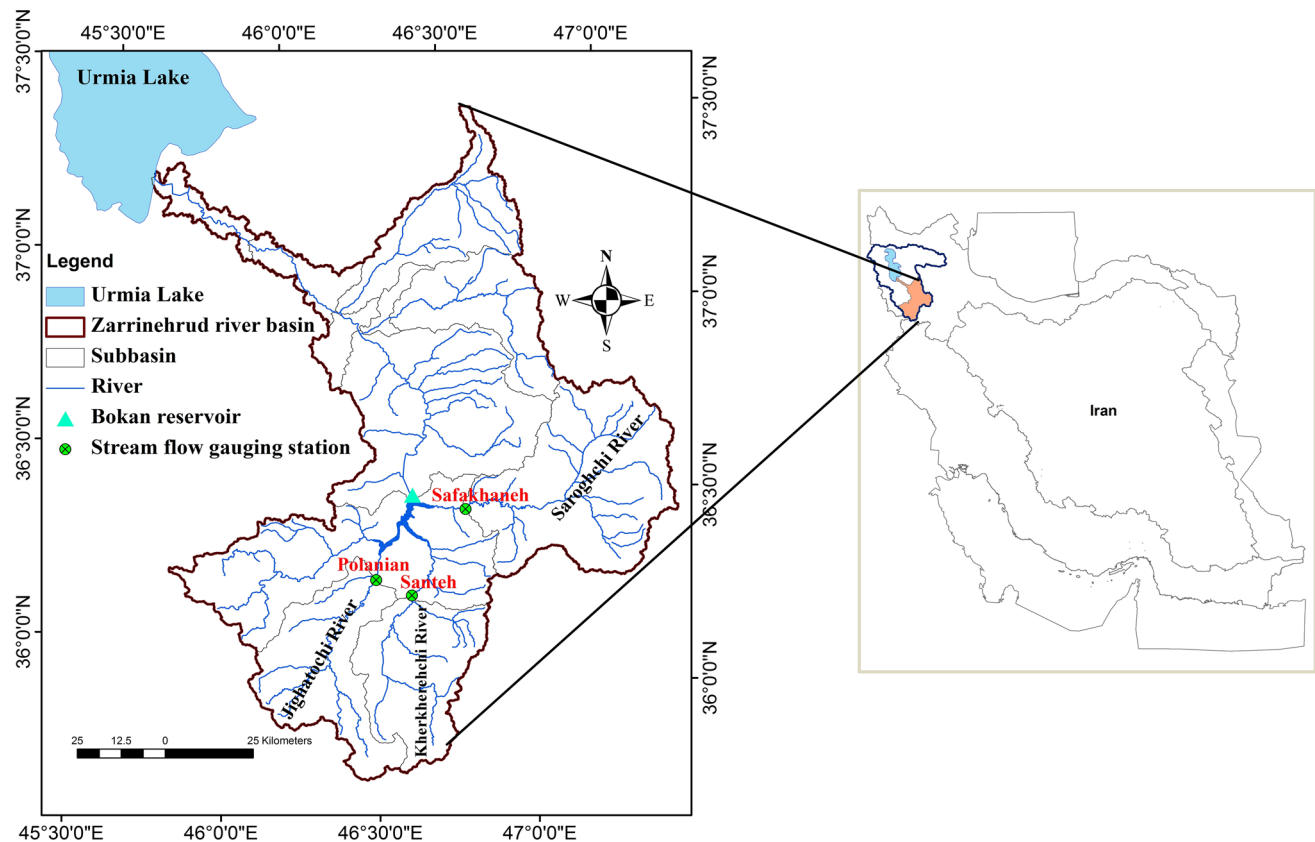 45°30'0"E
46°0'0"E
46°30'0"E
47°0'0"E
37°30'0"N
37°0'0"N
36°30'0"N
36°0'0"N
Urmia Lake
37°30'0"N
37°0'0"N
36°30'0"N
36°0'0"N
N
W
E
S
Legend
Urmia Lake
Zarrinehrud river basin
Subbasin
River
Bokan reservoir
Stream flow gauging station
Saroghchi River
Safakhaneh
Polanian
Santeh
Jighatochi River
Kherkherehchi River
25
12.5
0
25 Kilometers
45°30'0"E
46°0'0"E
46°30'0"E
47°0'0"E
Iran